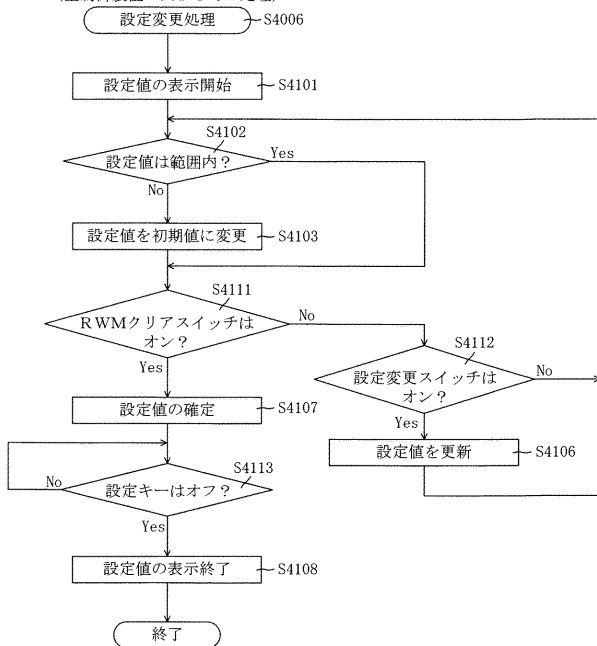 設定変更処理 S4006
設定値の表示開始 S4101
S4102
設定値は範囲内？ Yes
No
設定値を初期値に変更 S4103
S4111
RWMクリアスイッチは
オン？
No
Yes
S4112
設定変更スイッチは
オン？
No
Yes
設定値の確定 S4107
設定値を更新 S4106
S4113
設定キーはオフ？
No
Yes
設定値の表示終了 S4108
終了